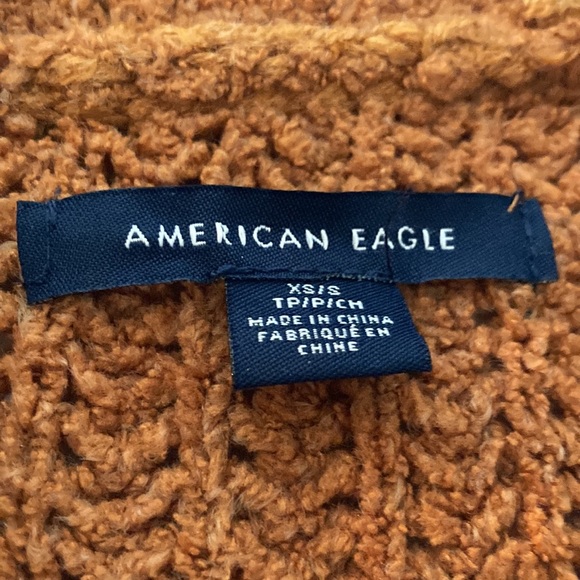 AMERICAN EAGLE
XS/S
TP/P/CH
MADE IN CHINA
FABRIQUÉ EN
CHINE